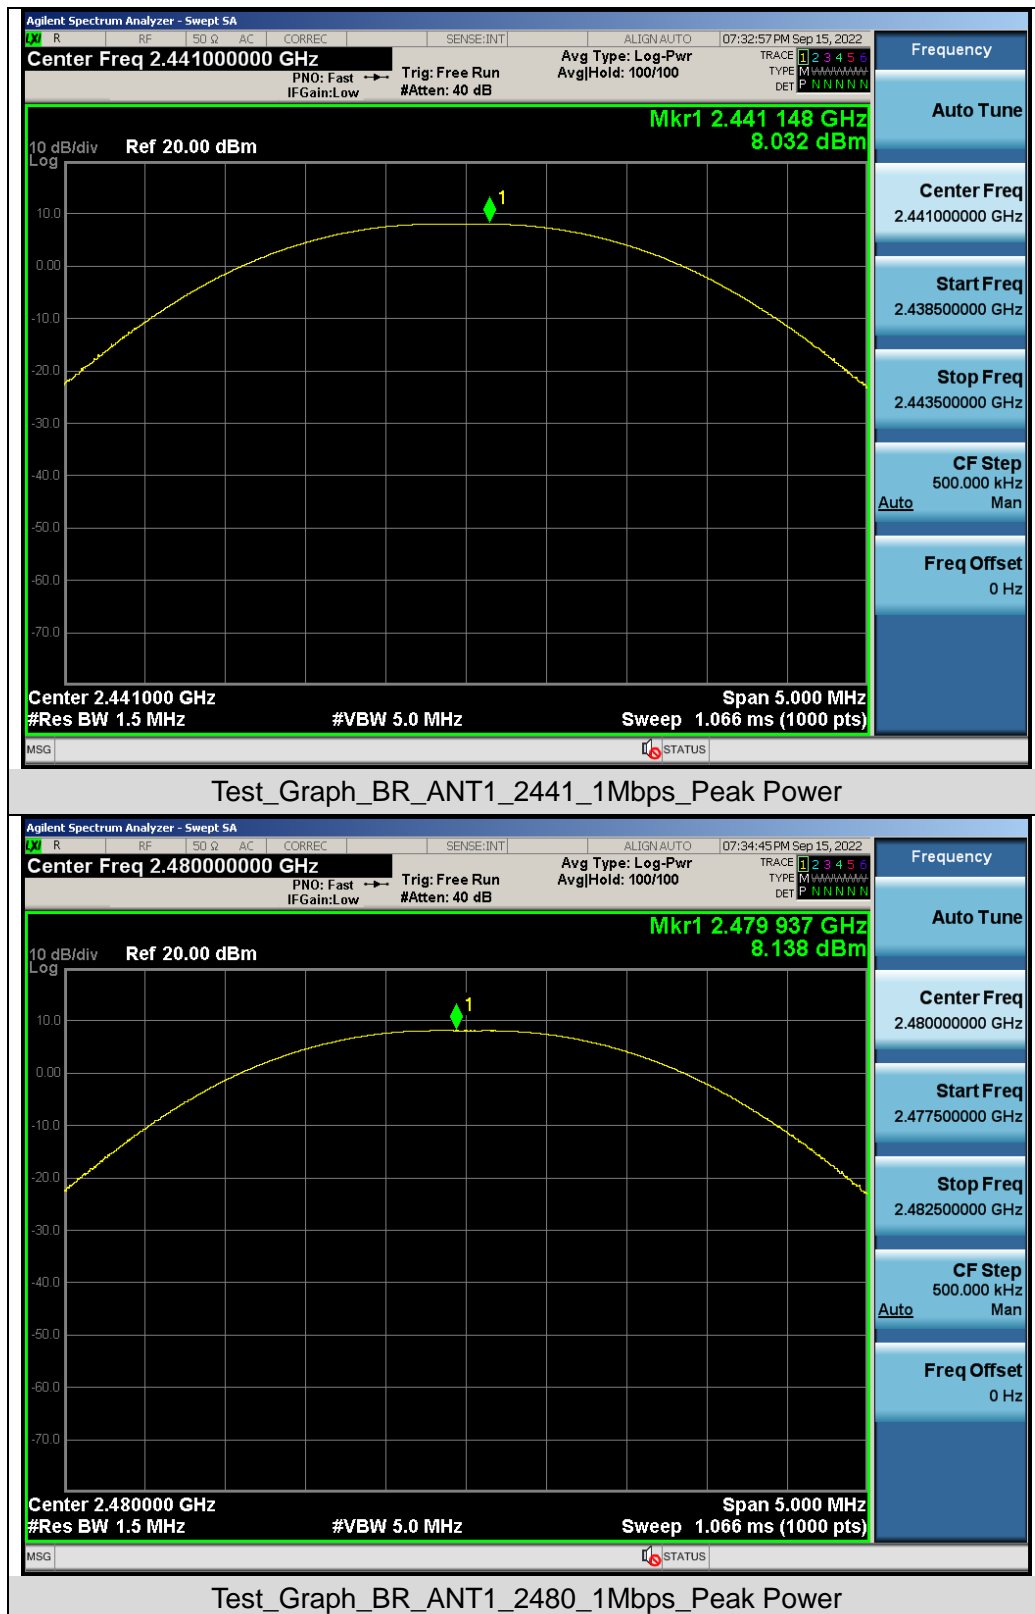 Agilent Spectrum Analyzer - Swept SA
LXI R RF 50 Ω AC CORREC SENSE:INT ALIGN AUTO 07:32:57 PM Sep 15, 2022
Center Freq 2.441000000 GHz
PNO: Fast
IFGain:Low
Trig: Free Run
#Atten: 40 dB
Avg Type: Log-Pwr
Avg|Hold: 100/100
TRACE 1 2 3 4 5 6
TYPE M
DET P N N N N N
Mkr1 2.441 148 GHz
8.032 dBm
10 dB/div
Log
Ref 20.00 dBm
1
10.0
0.00
-10.0
-20.0
-30.0
-40.0
-50.0
-60.0
-70.0
Center 2.441000 GHz
Span 5.000 MHz
#Res BW 1.5 MHz
#VBW 5.0 MHz
Sweep 1.066 ms (1000 pts)
MSG
STATUS
Frequency
Auto Tune
Center Freq
2.441000000 GHz
Start Freq
2.438500000 GHz
Stop Freq
2.443500000 GHz
CF Step
500.000 kHz
Auto Man
Freq Offset
0 Hz
Test_Graph_BR_ANT1_2441_1Mbps_Peak Power
Agilent Spectrum Analyzer - Swept SA
LXI R RF 50 Ω AC CORREC SENSE:INT ALIGN AUTO 07:34:45 PM Sep 15, 2022
Center Freq 2.480000000 GHz
PNO: Fast
IFGain:Low
Trig: Free Run
#Atten: 40 dB
Avg Type: Log-Pwr
Avg|Hold: 100/100
TRACE 1 2 3 4 5 6
TYPE M
DET P N N N N N
Mkr1 2.479 937 GHz
8.138 dBm
10 dB/div
Log
Ref 20.00 dBm
1
10.0
0.00
-10.0
-20.0
-30.0
-40.0
-50.0
-60.0
-70.0
Center 2.480000 GHz
Span 5.000 MHz
#Res BW 1.5 MHz
#VBW 5.0 MHz
Sweep 1.066 ms (1000 pts)
MSG
STATUS
Frequency
Auto Tune
Center Freq
2.480000000 GHz
Start Freq
2.477500000 GHz
Stop Freq
2.482500000 GHz
CF Step
500.000 kHz
Auto Man
Freq Offset
0 Hz
Test_Graph_BR_ANT1_2480_1Mbps_Peak Power